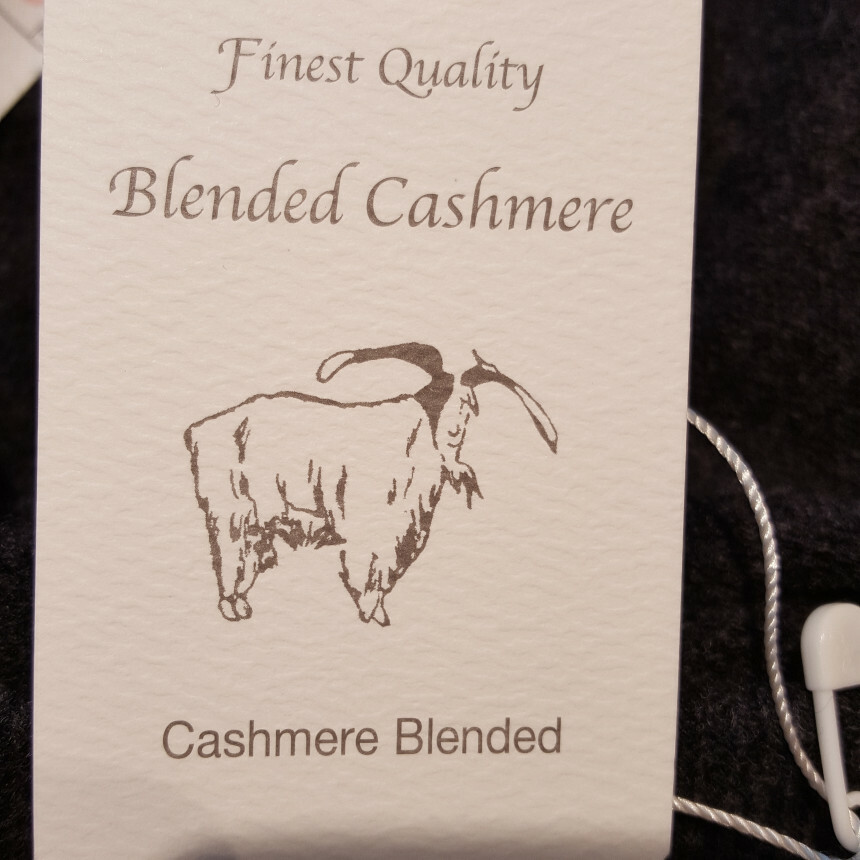 Finest Quality
Blended Cashmere
Cashmere Blended